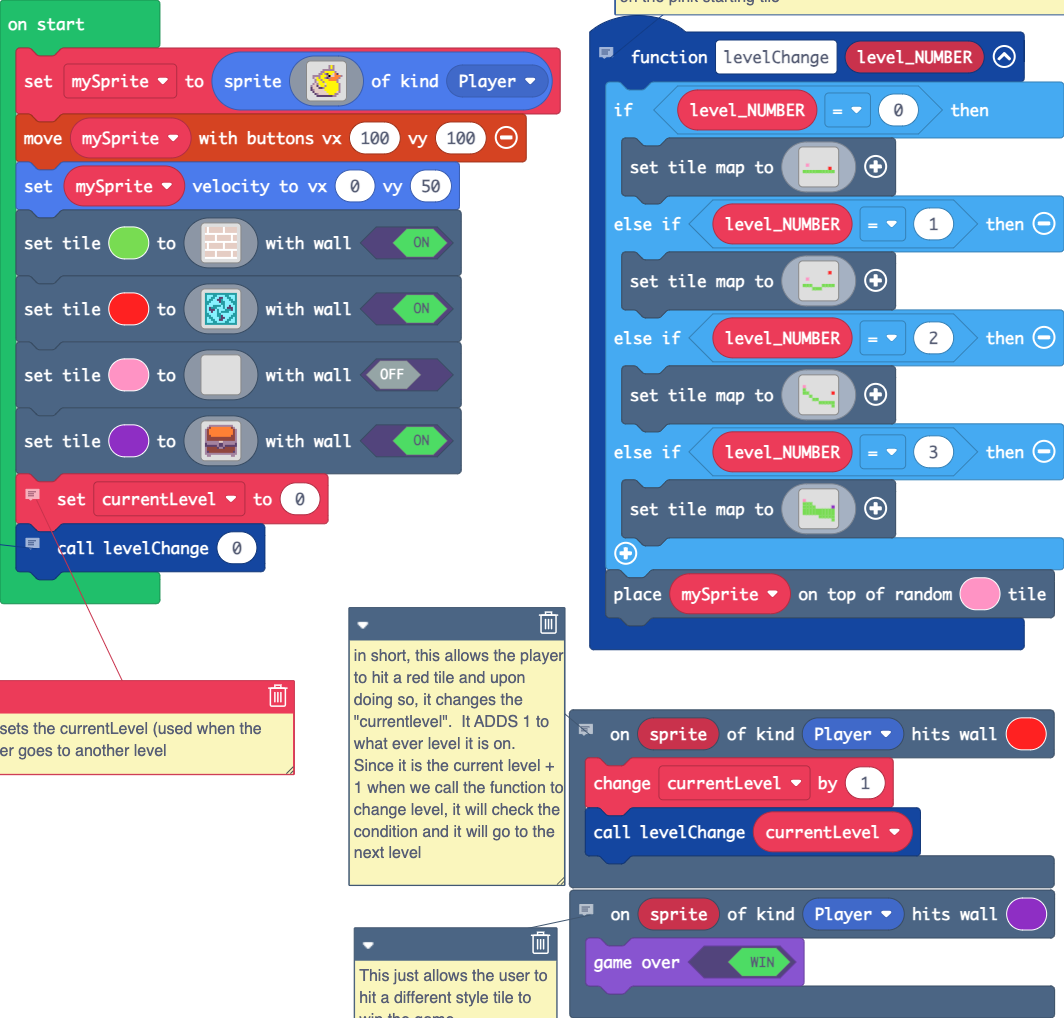 on the pink starting tile
on start
set mySprite to sprite of kind Player
move mySprite with buttons vx 100 vy 100
set mySprite velocity to vx 0 vy 50
set tile to with wall ON
set tile to with wall ON
set tile to with wall OFF
set tile to with wall ON
set currentLevel to 0
call levelChange 0
function levelChange level_NUMBER
if level_NUMBER = 0 then
set tile map to
else if level_NUMBER = 1 then
set tile map to
else if level_NUMBER = 2 then
set tile map to
else if level_NUMBER = 3 then
set tile map to
place mySprite on top of random tile
sets the currentLevel (used when the
er goes to another level
in short, this allows the player
to hit a red tile and upon
doing so, it changes the
"currentlevel".  It ADDS 1 to
what ever level it is on.
Since it is the current level +
1 when we call the function to
change level, it will check the
condition and it will go to the
next level
on sprite of kind Player hits wall
change currentLevel by 1
call levelChange currentLevel
on sprite of kind Player hits wall
game over WIN
This just allows the user to
hit a different style tile to
win the game